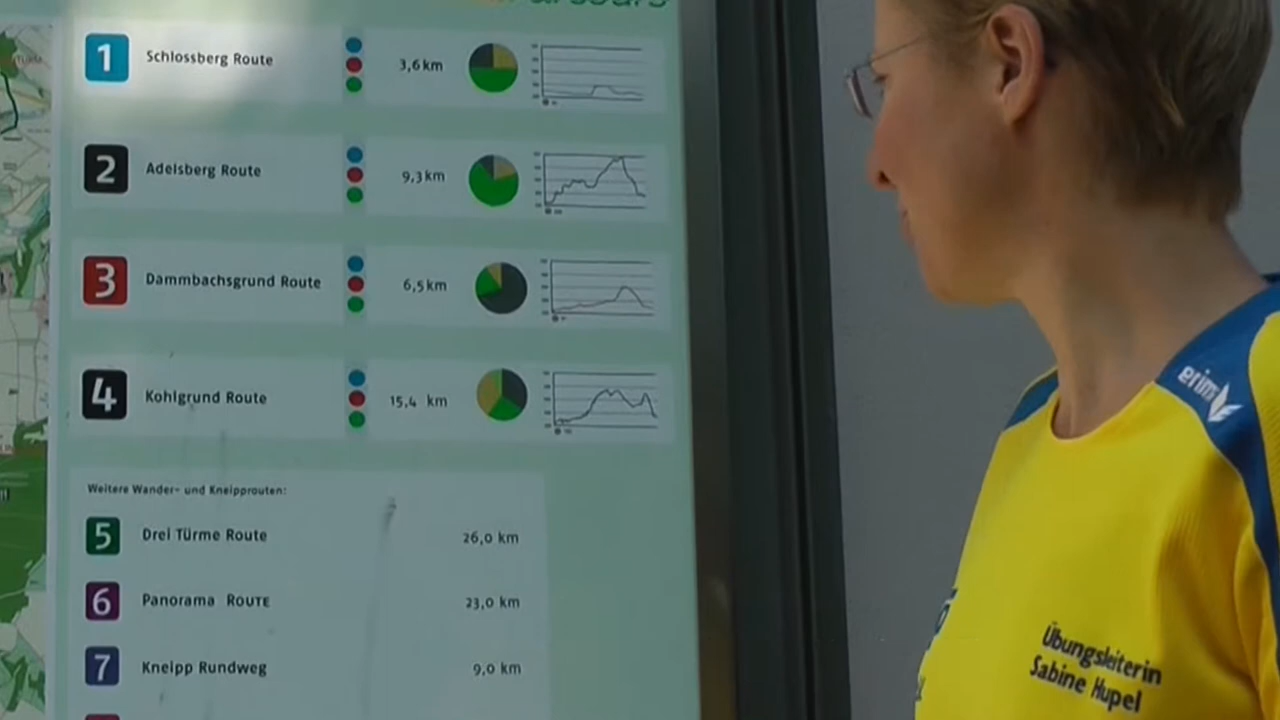 1 Schlossberg Route 3,6 km
2 Adelsberg Route 9,3 km
3 Dammbachsgrund Route 6,5 km
4 Kohlgrund Route 15,4 km
Weitere Wander- und Kneipprouten:
5 Drei Türme Route 26,0 km
6 Panorama ROUTE 23,0 km
7 Kneipp Rundweg 9,0 km
erima
Übungsleiterin
Sabine Hupel